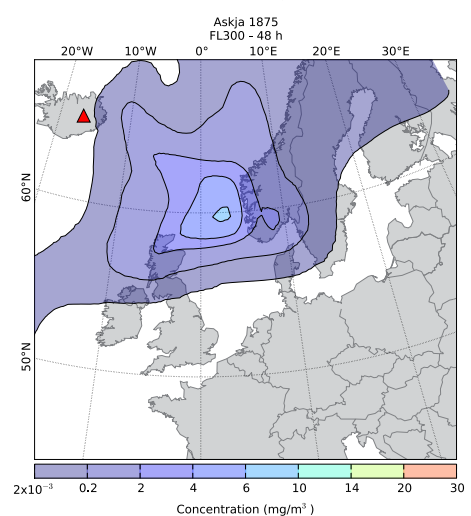 Askja 1875
FL300 - 48 h
20°W 10°W 0° 10°E 20°E 30°E
60°N
50°N
2x10⁻³ 0.2 2 4 6 10 14 20 30
Concentration (mg/m³ )